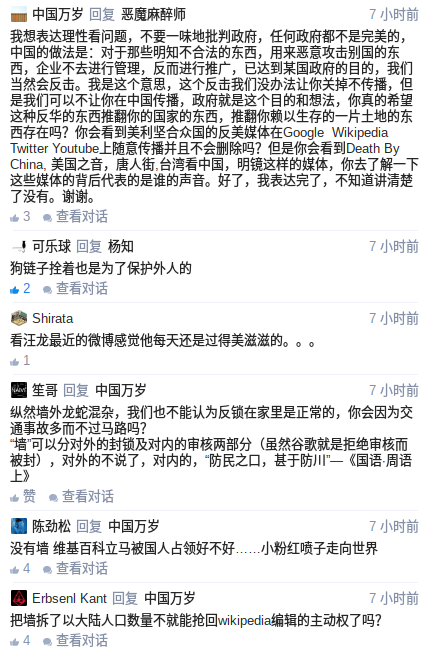 中国万岁 回复 恶魔麻醉师 7 小时前
我想表达理性看问题，不要一味地批判政府，任何政府都不是完美的，
中国的做法是：对于那些明知不合法的东西，用来恶意攻击别国的东
西，企业不去进行管理，反而进行推广，已达到某国政府的目的，我们
当然会反击。我是这个意思，这个反击我们没办法让你关掉不传播，但
是我们可以不让你在中国传播，政府就是这个目的和想法，你真的希望
这种反华的东西推翻你的国家的东西，推翻你赖以生存的一片土地的东
西存在吗？你会看到美利坚合众国的反美媒体在Google Wikipedia
Twitter Youtube上随意传播并且不会删除吗？但是你会看到Death By
China, 美国之音，唐人街,台湾看中国，明镜这样的媒体，你去了解一下
这些媒体的背后代表的是谁的声音。好了，我表达完了，不知道讲清楚
了没有。谢谢。
3 查看对话
可乐球 回复 杨知 7 小时前
狗链子拴着也是为了保护外人的
2 查看对话
Shirata 7 小时前
看汪龙最近的微博感觉他每天还是过得美滋滋的。。。
1
笙哥 回复 中国万岁 7 小时前
纵然墙外龙蛇混杂，我们也不能认为反锁在家里是正常的，你会因为交
通事故多而不过马路吗？
“墙”可以分对外的封锁及对内的审核两部分（虽然谷歌就是拒绝审核而
被封），对外的不说了，对内的，“防民之口，甚于防川”—《国语·周语
上》
赞 查看对话
陈劲松 回复 中国万岁 7 小时前
没有墙 维基百科立马被国人占领好不好……小粉红喷子走向世界
4 查看对话
Erbsenl Kant 回复 中国万岁 7 小时前
把墙拆了以大陆人口数量不就能抢回wikipedia编辑的主动权了吗？
4 查看对话